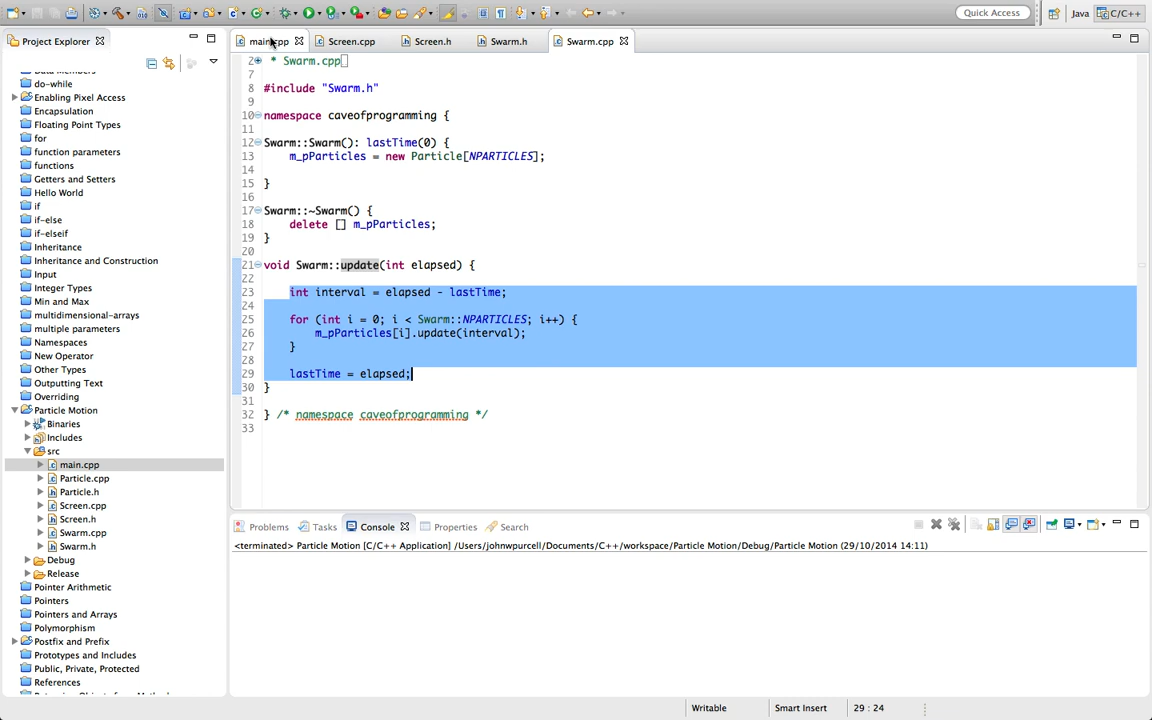 Quick Access
Java
C/C++
Project Explorer
Data Members
do-while
Enabling Pixel Access
Encapsulation
Floating Point Types
for
function parameters
functions
Getters and Setters
Hello World
if
if-else
if-elseif
Inheritance
Inheritance and Construction
Input
Integer Types
Min and Max
multidimensional-arrays
multiple parameters
Namespaces
New Operator
Other Types
Outputting Text
Overriding
Particle Motion
Binaries
Includes
src
main.cpp
Particle.cpp
Particle.h
Screen.cpp
Screen.h
Swarm.cpp
Swarm.h
Debug
Release
Pointer Arithmetic
Pointers
Pointers and Arrays
Polymorphism
Postfix and Prefix
Prototypes and Includes
Public, Private, Protected
References
main.cpp
Screen.cpp
Screen.h
Swarm.h
Swarm.cpp
2 * Swarm.cpp
7
8 #include "Swarm.h"
9
10 namespace caveofprogramming {
11
12 Swarm::Swarm(): lastTime(0) {
13 m_pParticles = new Particle[NPARTICLES];
14
15 }
16
17 Swarm::~Swarm() {
18 delete [] m_pParticles;
19 }
20
21 void Swarm::update(int elapsed) {
22
23 int interval = elapsed - lastTime;
24
25 for (int i = 0; i < Swarm::NPARTICLES; i++) {
26 m_pParticles[i].update(interval);
27 }
28
29 lastTime = elapsed;
30 }
31
32 } /* namespace caveofprogramming */
33
Problems
Tasks
Console
Properties
Search
<terminated> Particle Motion [C/C++ Application] /Users/johnwpurcell/Documents/C++/workspace/Particle Motion/Debug/Particle Motion (29/10/2014 14:11)
Writable
Smart Insert
29 : 24